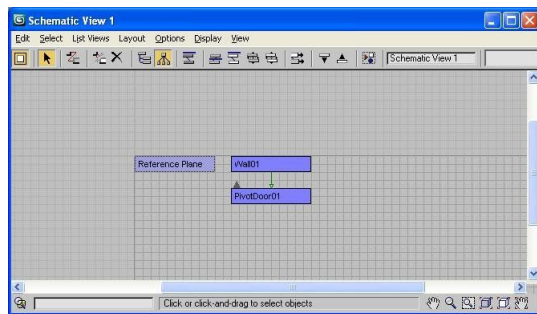 Schematic View 1
Edit Select List Views Layout Options Display View
Schematic View 1
Reference Plane
Wall01
PivotDoor01
Click or click-and-drag to select objects